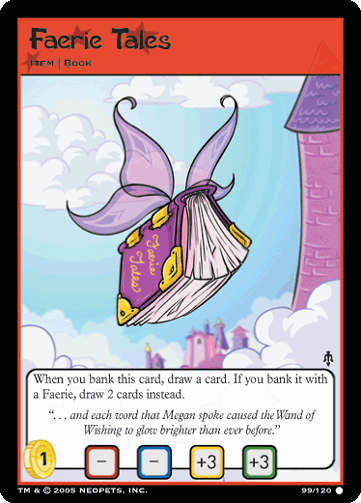 Faerie Tales
Item | Book
Faerie
Tales
When you bank this card, draw a card. If you bank it with
a Faerie, draw 2 cards instead.
“. . . and each word that Megan spoke caused the Wand of
Wishing to glow brighter than ever before.”
1
–
–
+3
+3
TM & © 2005 NEOPETS, INC.
99/120